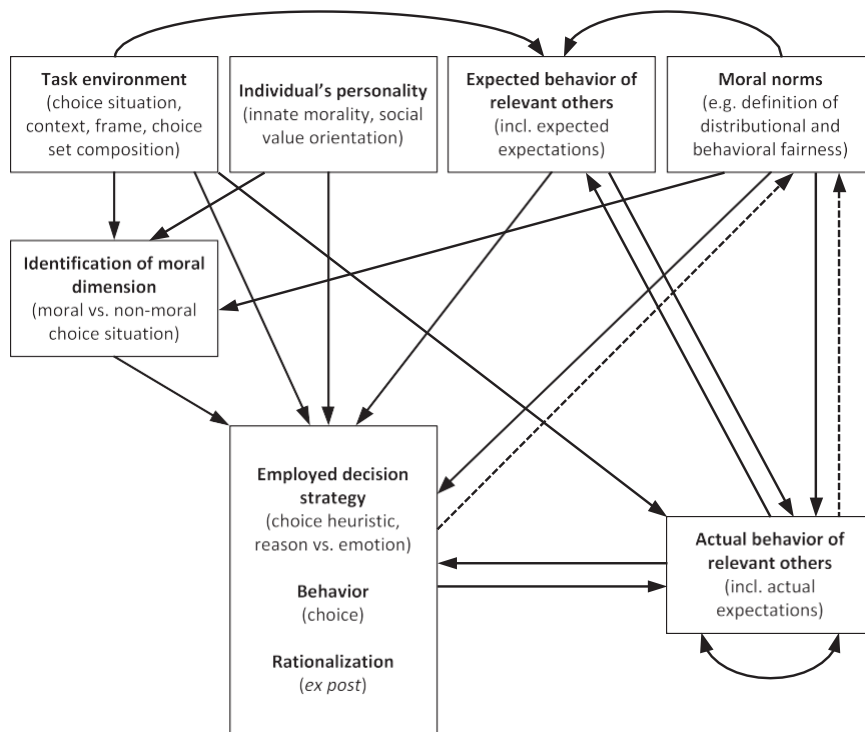 Task environment
(choice situation,
context, frame, choice
set composition)
Individual's personality
(innate morality, social
value orientation)
Expected behavior of
relevant others
(incl. expected
expectations)
Moral norms
(e.g. definition of
distributional and
behavioral fairness)
Identification of moral
dimension
(moral vs. non-moral
choice situation)
Employed decision
strategy
(choice heuristic,
reason vs. emotion)
Behavior
(choice)
Rationalization
(ex post)
Actual behavior of
relevant others
(incl. actual
expectations)